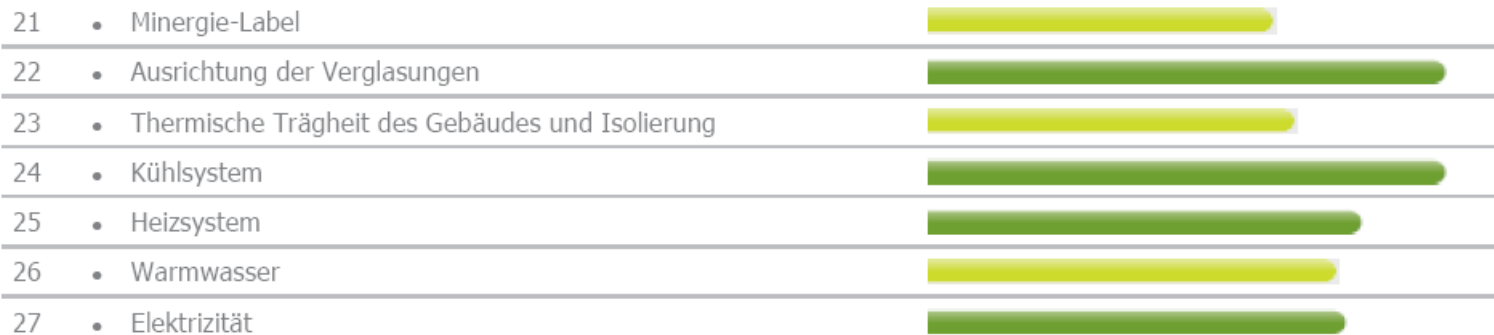 21 • Minergie-Label
22 • Ausrichtung der Verglasungen
23 • Thermische Trägheit des Gebäudes und Isolierung
24 • Kühlsystem
25 • Heizsystem
26 • Warmwasser
27 • Elektrizität